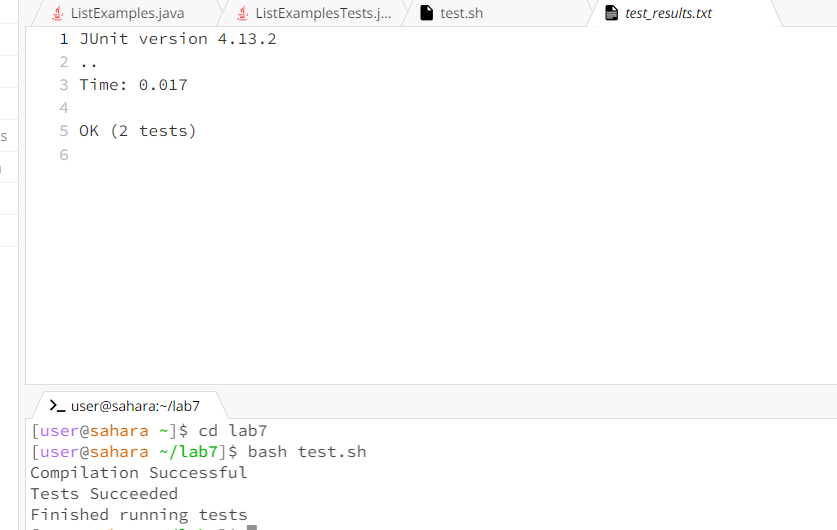 ListExamples.java ListExamplesTests.j... test.sh test_results.txt
1 JUnit version 4.13.2
2 ..
3 Time: 0.017
4
5 OK (2 tests)
6
s
>_ user@sahara:~/lab7
[user@sahara ~]$ cd lab7
[user@sahara ~/lab7]$ bash test.sh
Compilation Successful
Tests Succeeded
Finished running tests